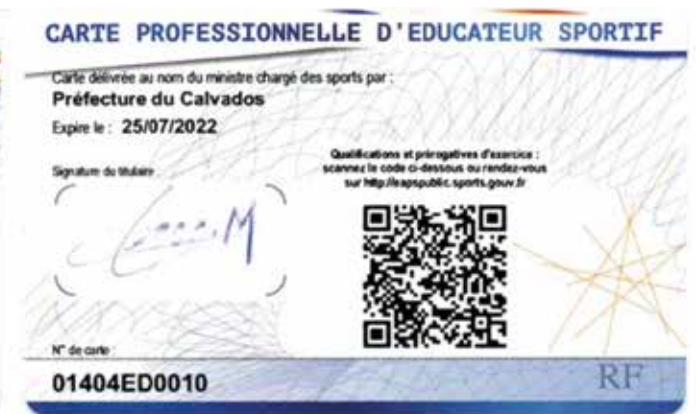 CARTE PROFESSIONNELLE D'EDUCATEUR SPORTIF
Carte délivrée au nom du ministre chargé des sports par :
Préfecture du Calvados
Expire le : 25/07/2022
Qualifications et prérogatives d'exercice :
scannez le code ci-dessous ou rendez-vous
sur http://eapspublic.sports.gouv.fr
Signature du titulaire
N° de carte :
01404ED0010
RF